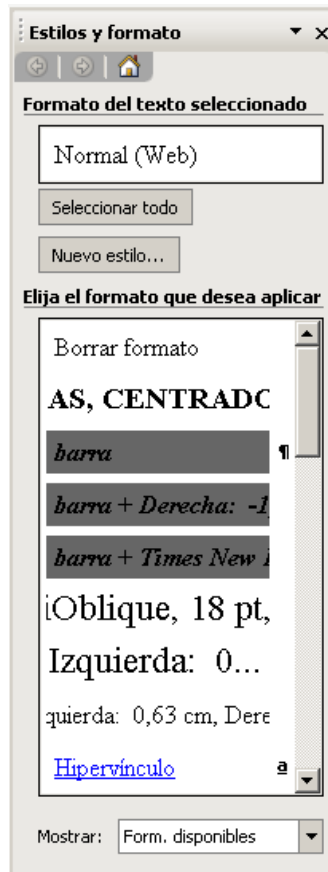 Estilos y formato
Formato del texto seleccionado
Normal (Web)
Seleccionar todo
Nuevo estilo...
Elija el formato que desea aplicar
Borrar formato
AS, CENTRADO
barra ¶
barra + Derecha: -1
barra + Times New
iOblique, 18 pt,
Izquierda: 0...
quierda: 0,63 cm, Dere
Hipervínculo a
Mostrar: Form. disponibles